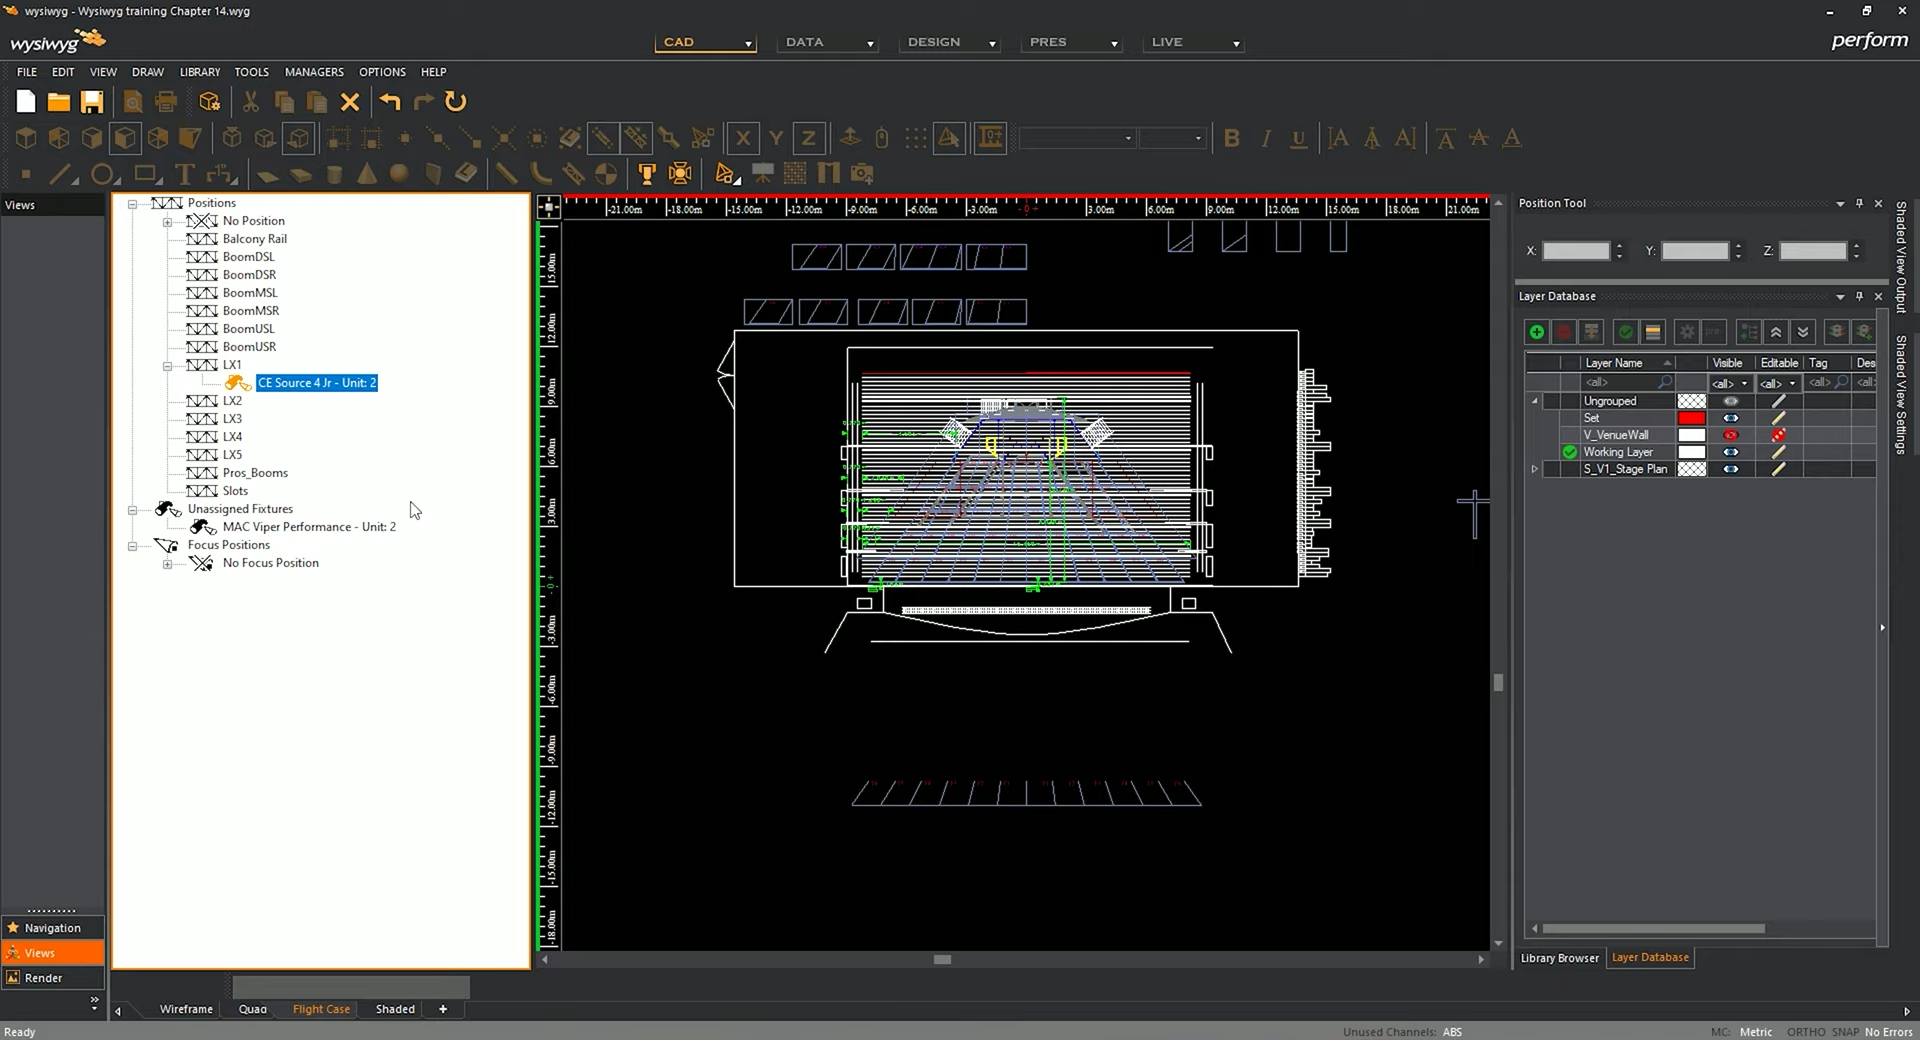 wysiwyg - Wysiwyg training Chapter 14.wyg
wysiwyg
CAD DATA DESIGN PRES LIVE
perform
FILE EDIT VIEW DRAW LIBRARY TOOLS MANAGERS OPTIONS HELP
X Y Z B I U A A A A A A
T
Views
Positions
No Position
Balcony Rail
BoomDSL
BoomDSR
BoomMSL
BoomMSR
BoomUSL
BoomUSR
LX1
CE Source 4 Jr - Unit: 2
LX2
LX3
LX4
LX5
Pros_Booms
Slots
Unassigned Fixtures
MAC Viper Performance - Unit: 2
Focus Positions
No Focus Position
-21.00m -18.00m -15.00m -12.00m -9.00m -6.00m -3.00m -0+ 3.00m 6.00m 9.00m 12.00m 15.00m 18.00m 21.00m
15.00m
12.00m
9.00m
6.00m
3.00m
-0+
-3.00m
-6.00m
-9.00m
-12.00m
-15.00m
-18.00m
Position Tool
X: Y: Z:
Layer Database
Layer Name Visible Editable Tag Des
<all> <all> <all> <all> <all>
Ungrouped
Set
V_VenueWall
Working Layer
S_V1_Stage Plan
Shaded View Output
Shaded View Settings
Library Browser Layer Database
Navigation
Views
Render
Wireframe Quad Flight Case Shaded +
Ready
Unused Channels: ABS
MC: Metric ORTHO SNAP No Errors